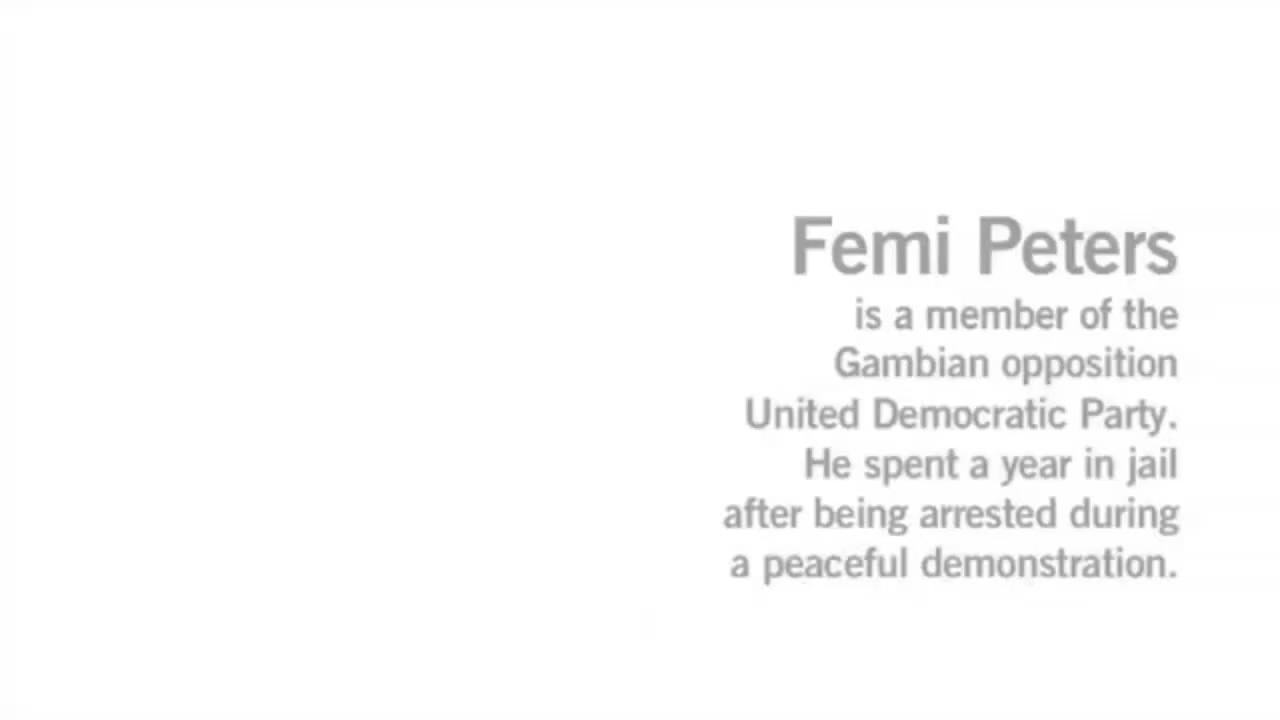 Femi Peters
is a member of the
Gambian opposition
United Democratic Party.
He spent a year in jail
after being arrested during
a peaceful demonstration.